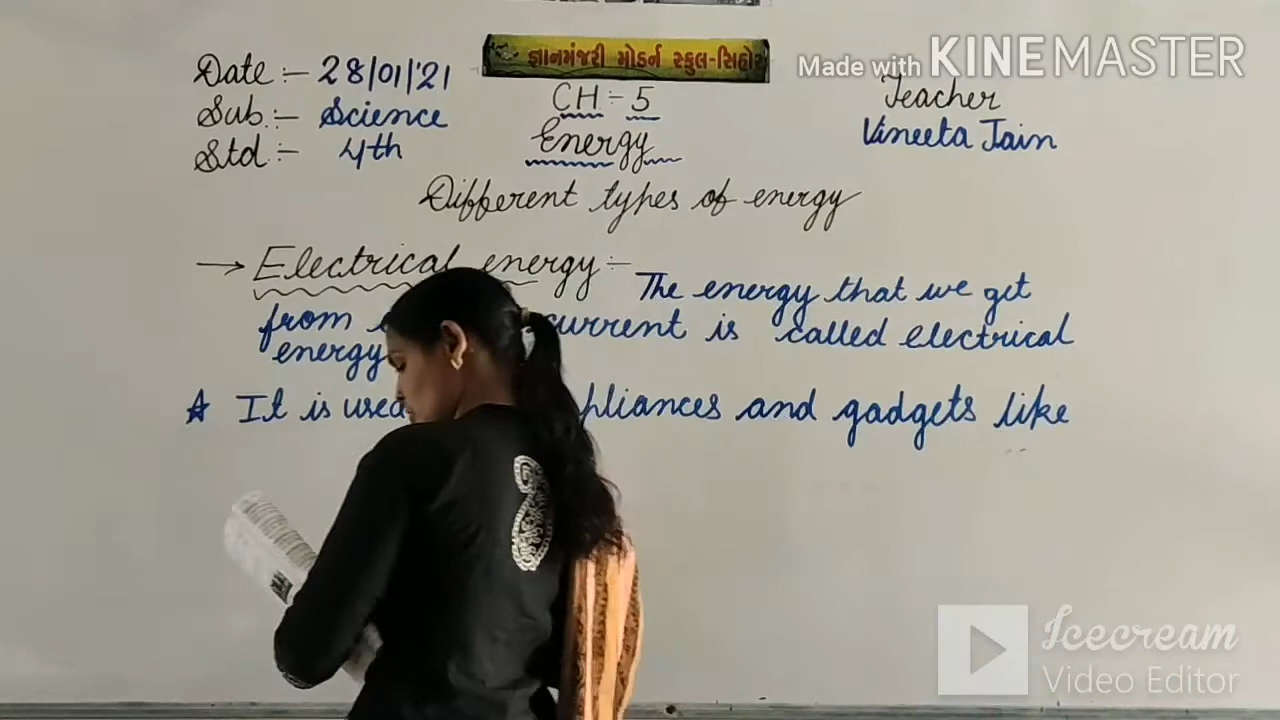 જ્ઞાનમંજરી મોડર્ન સ્કુલ-સિહોર
Made with KINEMASTER
Date :- 28/01/'21
Sub :- Science
Std :- 4th
CH :- 5
Energy
Teacher
Vineeta Jain
Different types of energy
→ Electrical energy :- The energy that we get
from current is called electrical
energy
It is used appliances and gadgets like
Icecream
Video Editor